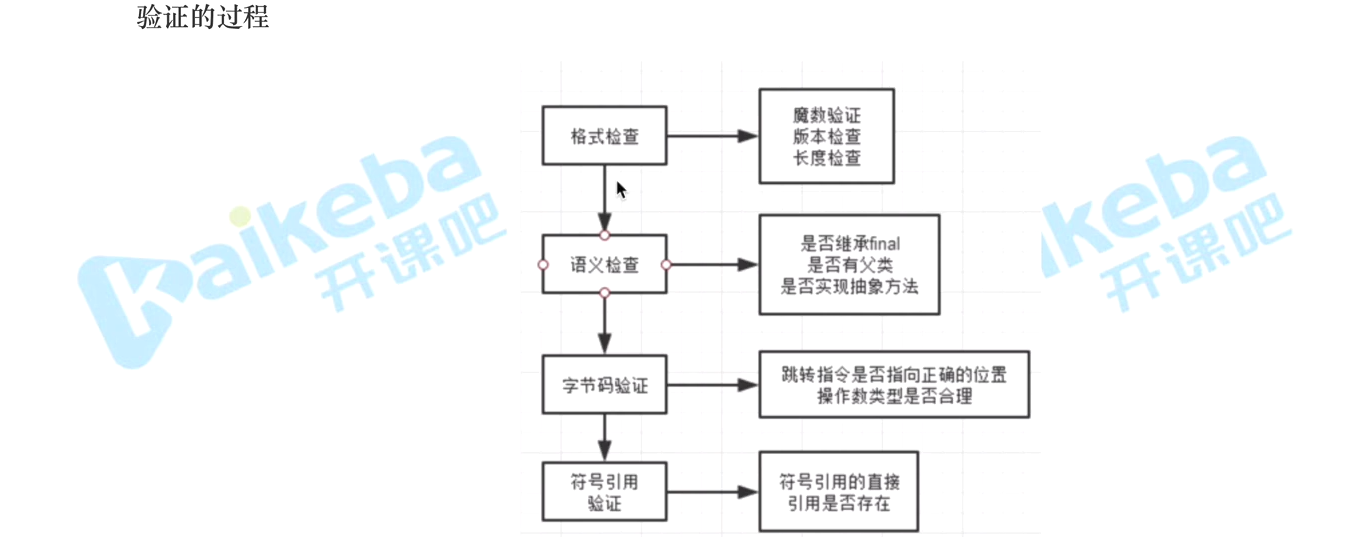 验证的过程
格式检查
魔数验证
版本检查
长度检查
语义检查
是否继承final
是否有父类
是否实现抽象方法
字节码验证
跳转指令是否指向正确的位置
操作数类型是否合理
符号引用
验证
符号引用的直接
引用是否存在
kaikeba
开课吧
ikeba
开课吧